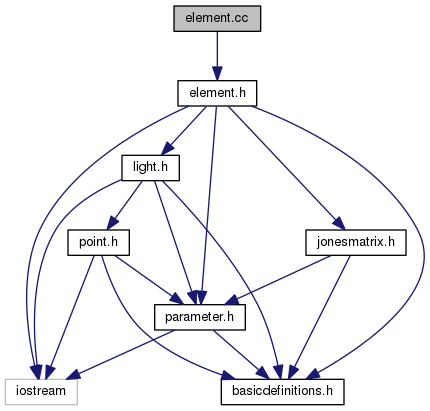 element.cc
element.h
light.h
point.h
jonesmatrix.h
parameter.h
iostream
basicdefinitions.h